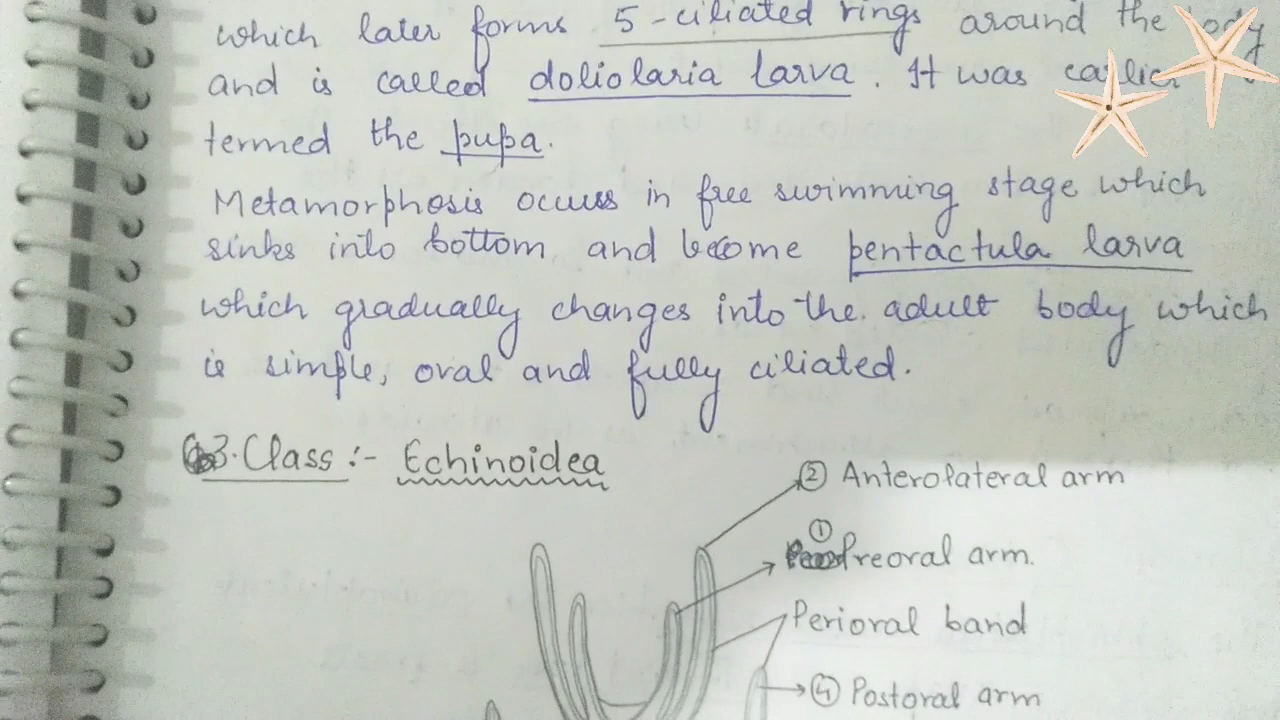 which later forms 5-ciliated rings around the body
and is called doliolaria larva. It was earlier
termed the pupa.
Metamorphosis occurs in free swimming stage which
sinks into bottom and become pentactula larva
which gradually changes into the adult body which
is simple, oral and fully ciliated.
3. Class :- Echinoidea
② Anterolateral arm
①
Preoral arm.
Perioral band
④ Postoral arm